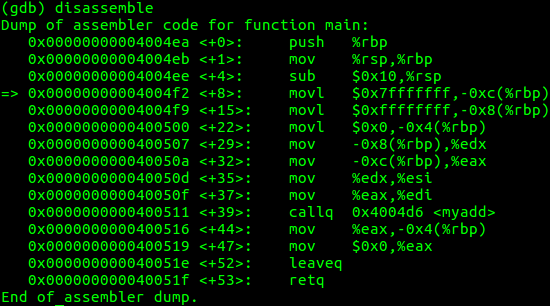 (gdb) disassemble
Dump of assembler code for function main:
   0x00000000004004ea <+0>:     push   %rbp
   0x00000000004004eb <+1>:     mov    %rsp,%rbp
   0x00000000004004ee <+4>:     sub    $0x10,%rsp
=> 0x00000000004004f2 <+8>:     movl   $0x7fffffff,-0xc(%rbp)
   0x00000000004004f9 <+15>:    movl   $0xffffffff,-0x8(%rbp)
   0x0000000000400500 <+22>:    movl   $0x0,-0x4(%rbp)
   0x0000000000400507 <+29>:    mov    -0x8(%rbp),%edx
   0x000000000040050a <+32>:    mov    -0xc(%rbp),%eax
   0x000000000040050d <+35>:    mov    %edx,%esi
   0x000000000040050f <+37>:    mov    %eax,%edi
   0x0000000000400511 <+39>:    callq  0x4004d6 <myadd>
   0x0000000000400516 <+44>:    mov    %eax,-0x4(%rbp)
   0x0000000000400519 <+47>:    mov    $0x0,%eax
   0x000000000040051e <+52>:    leaveq
   0x000000000040051f <+53>:    retq
End of assembler dump.